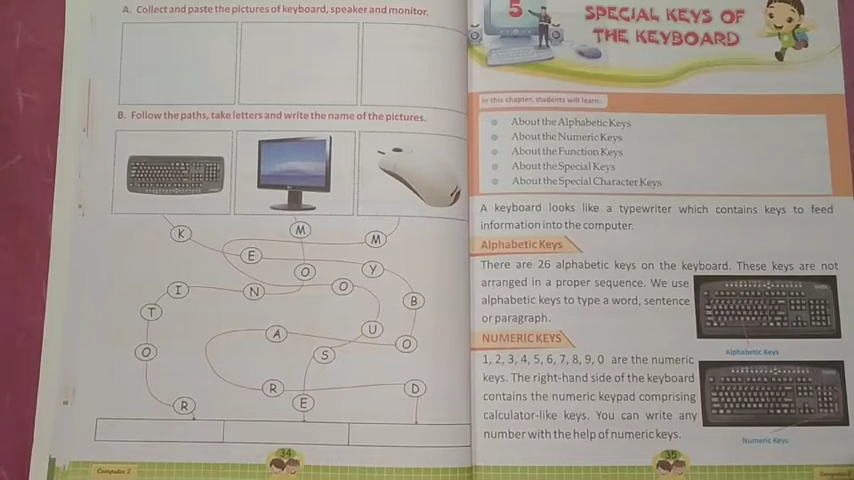 A. Collect and paste the pictures of keyboard, speaker and monitor.
B. Follow the paths, take letters and write the name of the pictures.
K
M
M
E
O
Y
I
N
O
B
T
A
U
O
S
O
R
D
R
E
Computer 2
34
5
SPECIAL KEYS OF
THE KEYBOARD
In this chapter, students will learn:
About the Alphabetic Keys
About the Numeric Keys
About the Function Keys
About the Special Keys
About the Special Character Keys
A keyboard looks like a typewriter which contains keys to feed
information into the computer.
Alphabetic Keys
There are 26 alphabetic keys on the keyboard. These keys are not
arranged in a proper sequence. We use
alphabetic keys to type a word, sentence
or paragraph.
Alphabetic Keys
NUMERIC KEYS
1, 2, 3, 4, 5, 6, 7, 8, 9, 0 are the numeric
keys. The right-hand side of the keyboard
contains the numeric keypad comprising
calculator-like keys. You can write any
number with the help of numeric keys.
Numeric Keys
35
Computer 2